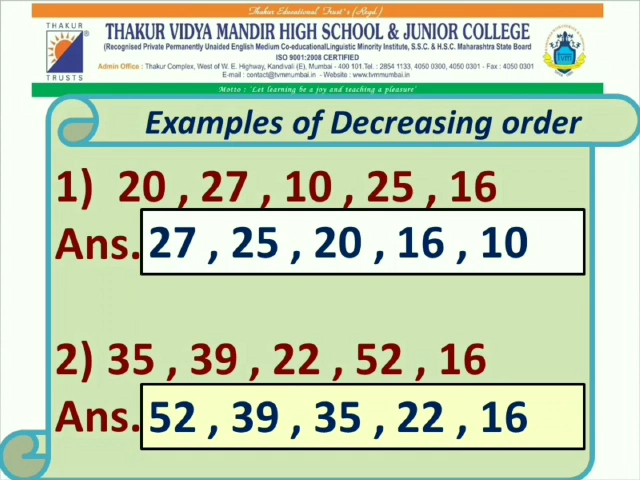 Thakur Educational Trust's (Regd.)
THAKUR TRUSTS
THAKUR VIDYA MANDIR HIGH SCHOOL & JUNIOR COLLEGE
(Recognised Private Permanently Unaided English Medium Co-educational Linguistic Minority Institute, S.S.C. & H.S.C. Maharashtra State Board
ISO 9001:2008 CERTIFIED
Admin Office : Thakur Complex, West of W. E. Highway, Kandivali (E), Mumbai - 400 101. Tel. : 2854 1133, 4050 0300, 4050 0301 - Fax : 4050 0301
E-mail : contact@tvmmumbai.in - Website : www.tvmmumbai.in
Motto : 'Let learning be a joy and teaching a pleasure'
tvm
Examples of Decreasing order
1) 20 , 27 , 10 , 25 , 16
Ans. 27 , 25 , 20 , 16 , 10
2) 35 , 39 , 22 , 52 , 16
Ans. 52 , 39 , 35 , 22 , 16